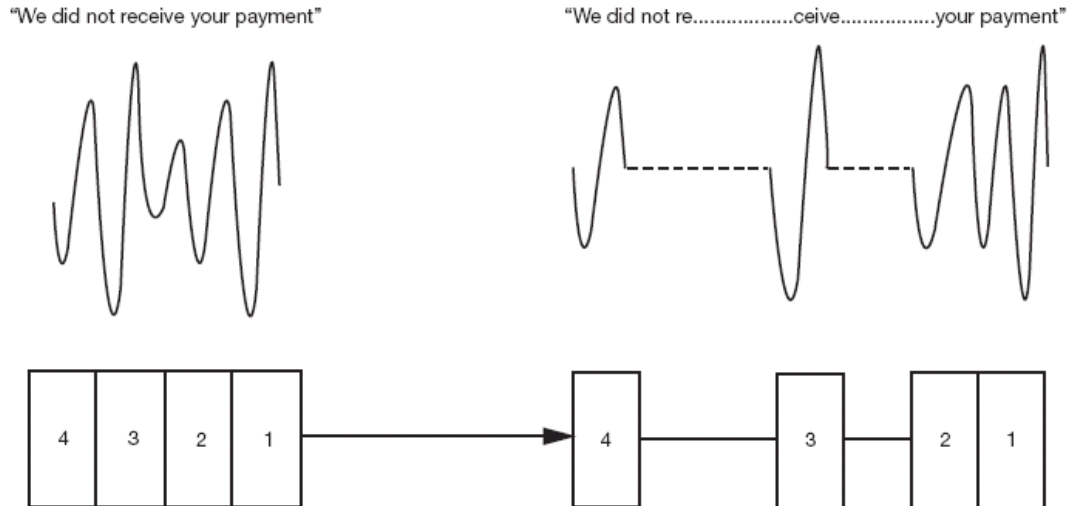 “We did not receive your payment”
“We did not re..................ceive.................your payment”
4 3 2 1
4 3 2 1